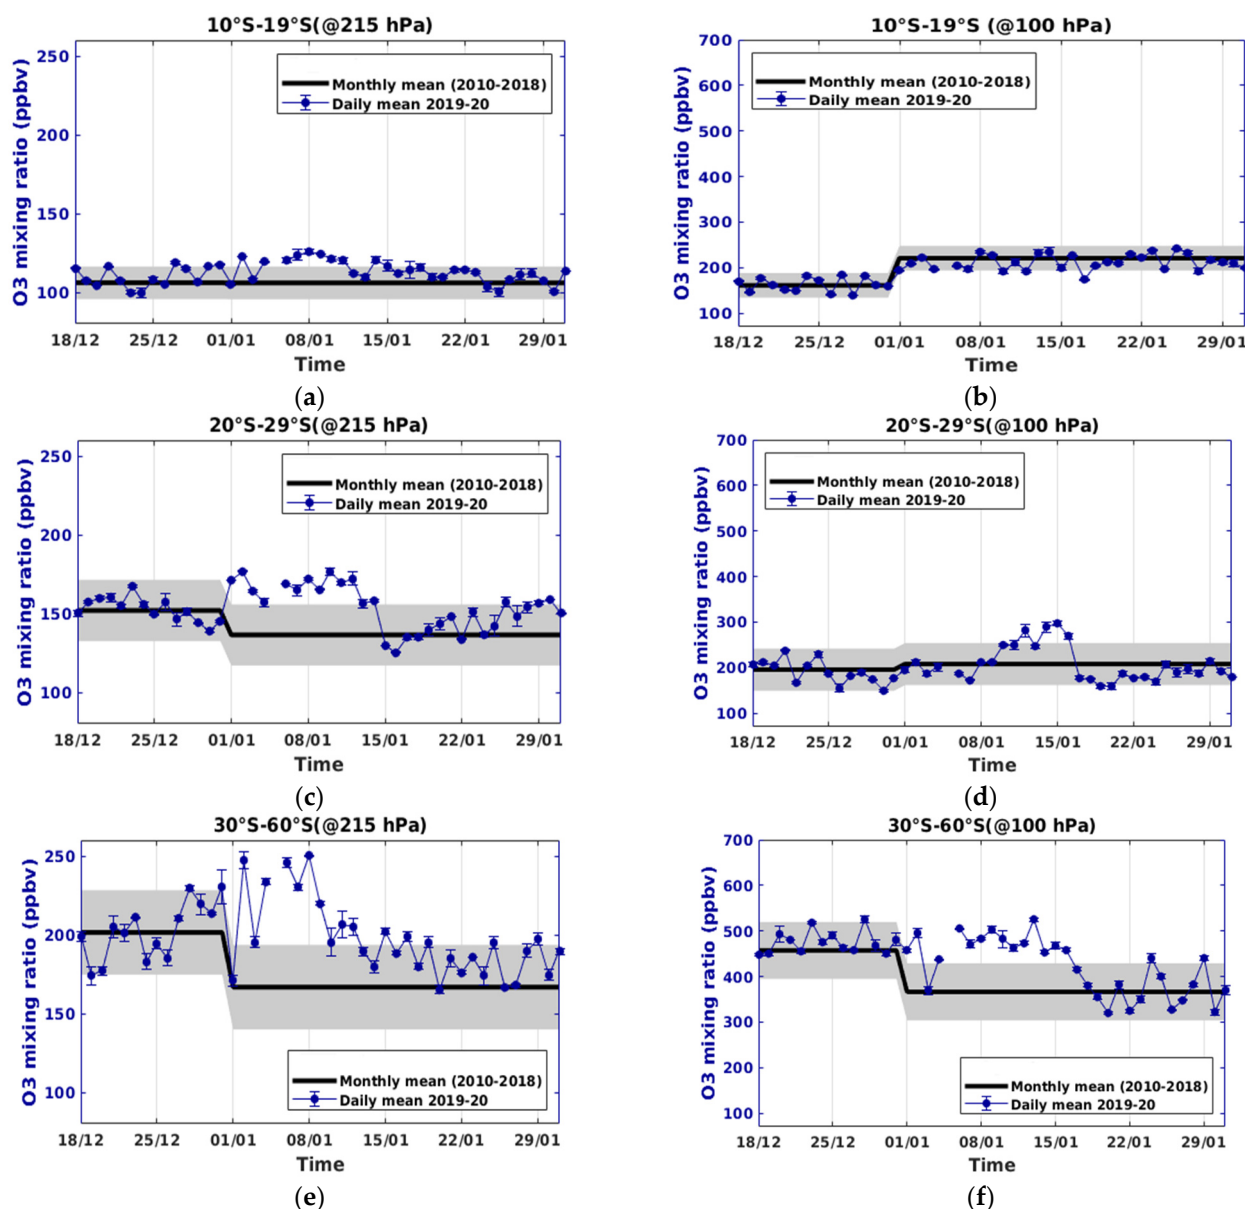 10°S-19°S(@215 hPa)
O3 mixing ratio (ppbv)
250
200
150
100
Monthly mean (2010-2018)
Daily mean 2019-20
18/12 25/12 01/01 08/01 15/01 22/01 29/01
Time
(a)
10°S-19°S (@100 hPa)
O3 mixing ratio (ppbv)
700
600
500
400
300
200
100
Monthly mean (2010-2018)
Daily mean 2019-20
18/12 25/12 01/01 08/01 15/01 22/01 29/01
Time
(b)
20°S-29°S(@215 hPa)
O3 mixing ratio (ppbv)
250
200
150
100
Monthly mean (2010-2018)
Daily mean 2019-20
18/12 25/12 01/01 08/01 15/01 22/01 29/01
Time
(c)
20°S-29°S(@100 hPa)
O3 mixing ratio (ppbv)
700
600
500
400
300
200
100
Monthly mean (2010-2018)
Daily mean 2019-20
18/12 25/12 01/01 08/01 15/01 22/01 29/01
Time
(d)
30°S-60°S(@215 hPa)
O3 mixing ratio (ppbv)
250
200
150
100
Monthly mean (2010-2018)
Daily mean 2019-20
18/12 25/12 01/01 08/01 15/01 22/01 29/01
Time
(e)
30°S-60°S(@100 hPa)
O3 mixing ratio (ppbv)
700
600
500
400
300
200
100
Monthly mean (2010-2018)
Daily mean 2019-20
18/12 25/12 01/01 08/01 15/01 22/01 29/01
Time
(f)